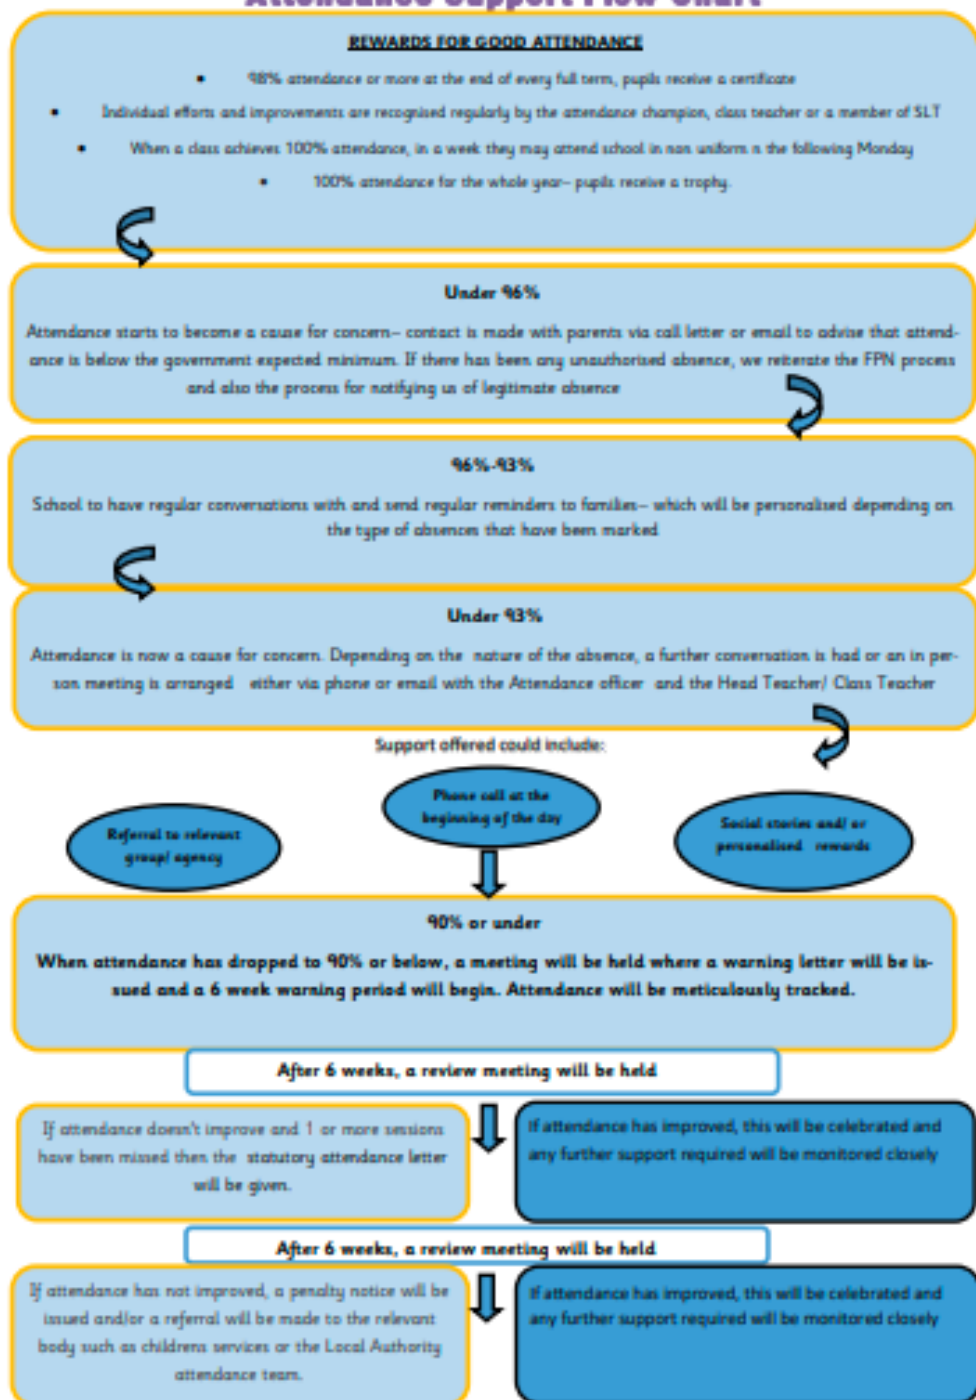 Attendance Support Flow Chart
REWARDS FOR GOOD ATTENDANCE
• 98% attendance or more at the end of every full term, pupils receive a certificate
• Individual efforts and improvements are recognised regularly by the attendance champion, class teacher or a member of SLT
• When a class achieves 100% attendance, in a week they may attend school in non uniform n the following Monday
• 100% attendance for the whole year– pupils receive a trophy.
Under 96%
Attendance starts to become a cause for concern– contact is made with parents via call letter or email to advise that attend-
ance is below the government expected minimum. If there has been any unauthorised absence, we reiterate the FPN process
and also the process for notifying us of legitimate absence
96%-93%
School to have regular conversations with and send regular reminders to families– which will be personalised depending on
the type of absences that have been marked
Under 93%
Attendance is now a cause for concern. Depending on the nature of the absence, a further conversation is had or an in per-
son meeting is arranged either via phone or email with the Attendance officer and the Head Teacher/ Class Teacher
Support offered could include:
Referral to relevant
group/ agency
Phone call at the
beginning of the day
Social stories and/ or
personalised rewards
90% or under
When attendance has dropped to 90% or below, a meeting will be held where a warning letter will be is-
sued and a 6 week warning period will begin. Attendance will be meticulously tracked.
After 6 weeks, a review meeting will be held
If attendance doesn't improve and 1 or more sessions
have been missed then the statutory attendance letter
will be given.
If attendance has improved, this will be celebrated and
any further support required will be monitored closely
After 6 weeks, a review meeting will be held
If attendance has not improved, a penalty notice will be
issued and/or a referral will be made to the relevant
body such as childrens services or the Local Authority
attendance team.
If attendance has improved, this will be celebrated and
any further support required will be monitored closely